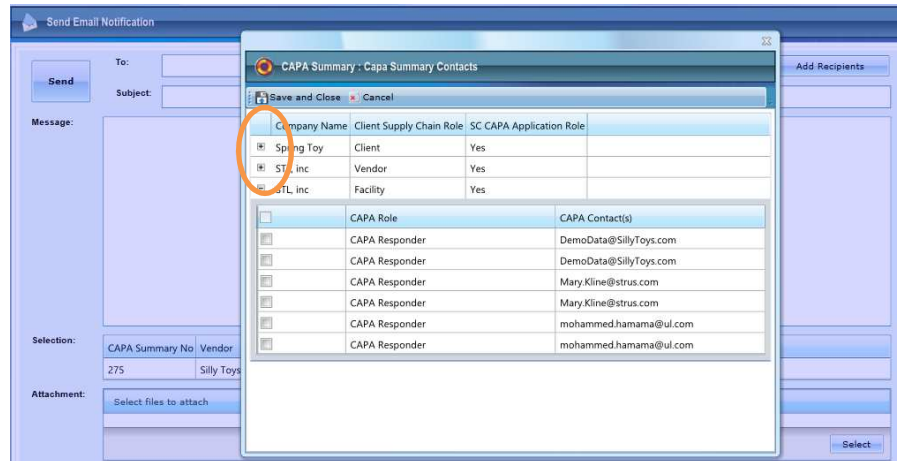 Send Email Notification
Send
To:
Add Recipients
Subject:
Message:
CAPA Summary : Capa Summary Contacts
Save and Close Cancel
Company Name Client Supply Chain Role SC CAPA Application Role
Spring Toy Client Yes
STL, inc Vendor Yes
STL, inc Facility Yes
CAPA Role CAPA Contact(s)
CAPA Responder DemoData@SillyToys.com
CAPA Responder DemoData@SillyToys.com
CAPA Responder Mary.Kline@strus.com
CAPA Responder Mary.Kline@strus.com
CAPA Responder mohammed.hamama@ul.com
CAPA Responder mohammed.hamama@ul.com
Selection:
CAPA Summary No Vendor
275 Silly Toys
Attachment:
Select files to attach
Select